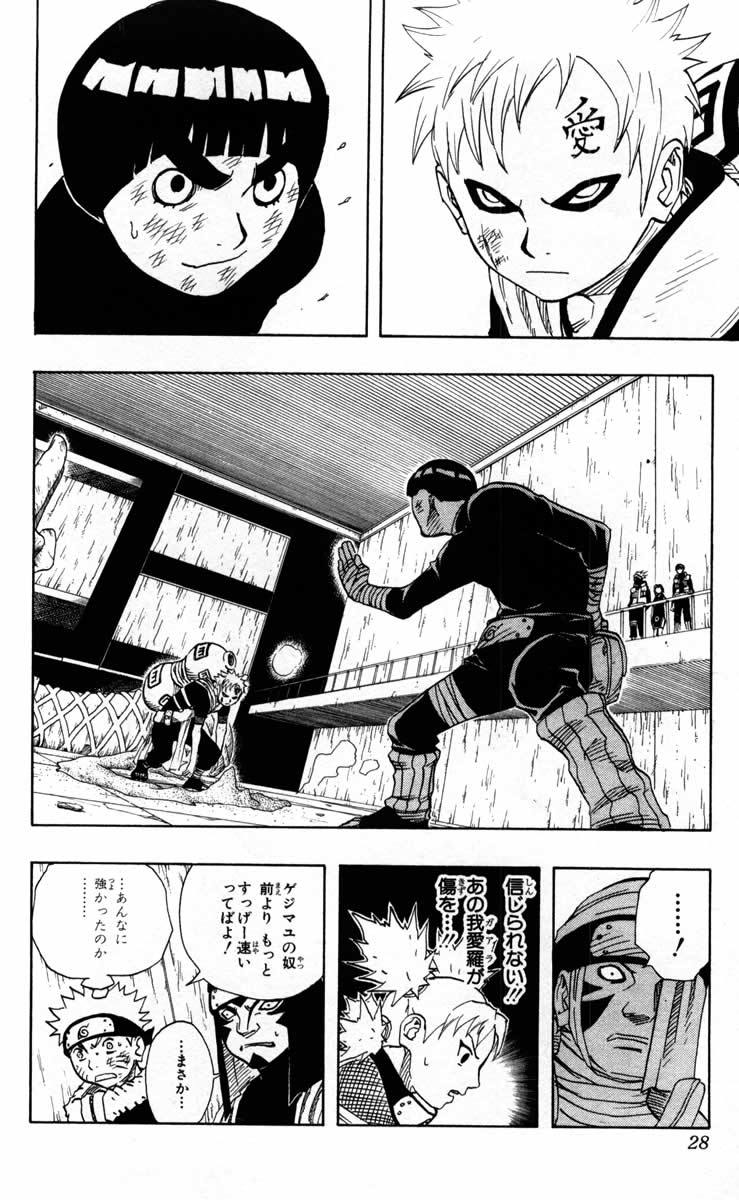 愛
……
信じられない!!
あの我愛羅が
傷を…!!
ゲジマユの奴
前より もっと
すっげー速い
ってばよ!
…まさか…
…あんなに
強かったのか
28